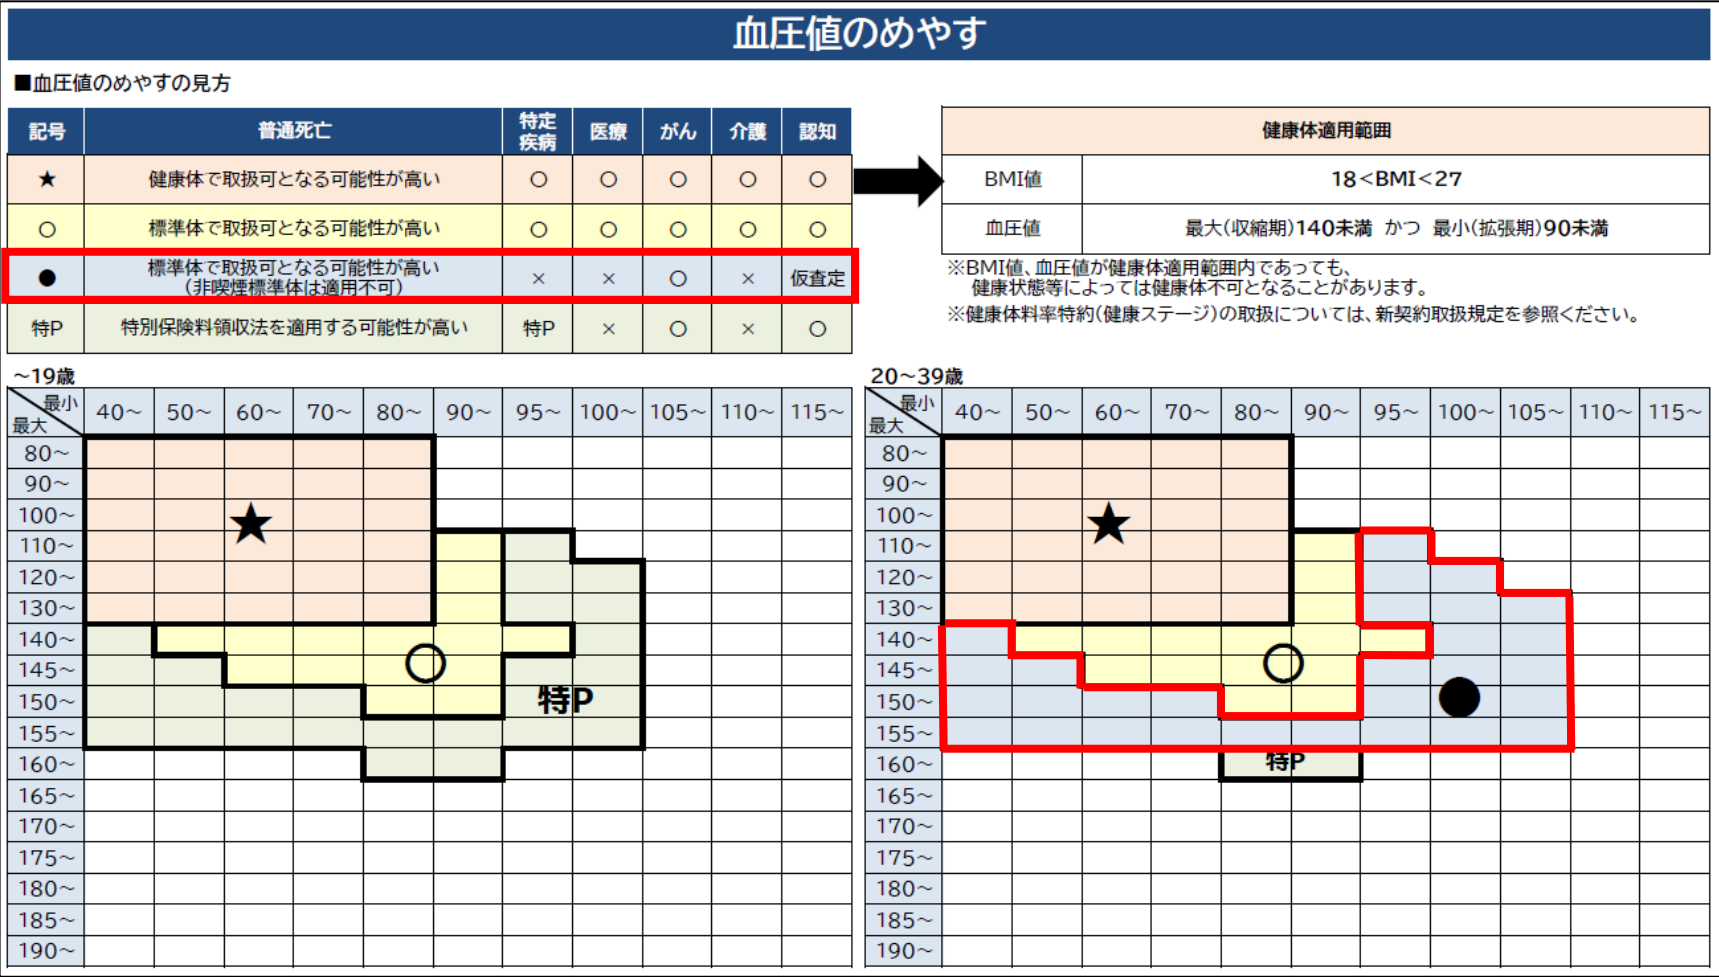 血圧値のめやす
■血圧値のめやすの見方
記号 普通死亡 特定疾病 医療 がん 介護 認知
★ 健康体で取扱可となる可能性が高い ○ ○ ○ ○ ○
○ 標準体で取扱可となる可能性が高い ○ ○ ○ ○ ○
● 標準体で取扱可となる可能性が高い
（非喫煙標準体は適用不可） × × ○ × 仮査定
特P 特別保険料領収法を適用する可能性が高い 特P × ○ × ○
健康体適用範囲
BMI値 18<BMI<27
血圧値 最大(収縮期)140未満 かつ 最小(拡張期)90未満
※BMI値、血圧値が健康体適用範囲内であっても、
健康状態等によっては健康体不可となることがあります。
※健康体料率特約(健康ステージ)の取扱については、新契約取扱規定を参照ください。
～19歳
最小
最大
40～ 50～ 60～ 70～ 80～ 90～ 95～ 100～ 105～ 110～ 115～
80～
90～
100～
110～
120～
130～
140～
145～
150～
155～
160～
165～
170～
175～
180～
185～
190～
★
○
特P
20～39歳
最小
最大
40～ 50～ 60～ 70～ 80～ 90～ 95～ 100～ 105～ 110～ 115～
80～
90～
100～
110～
120～
130～
140～
145～
150～
155～
160～
165～
170～
175～
180～
185～
190～
★
○
●
特P